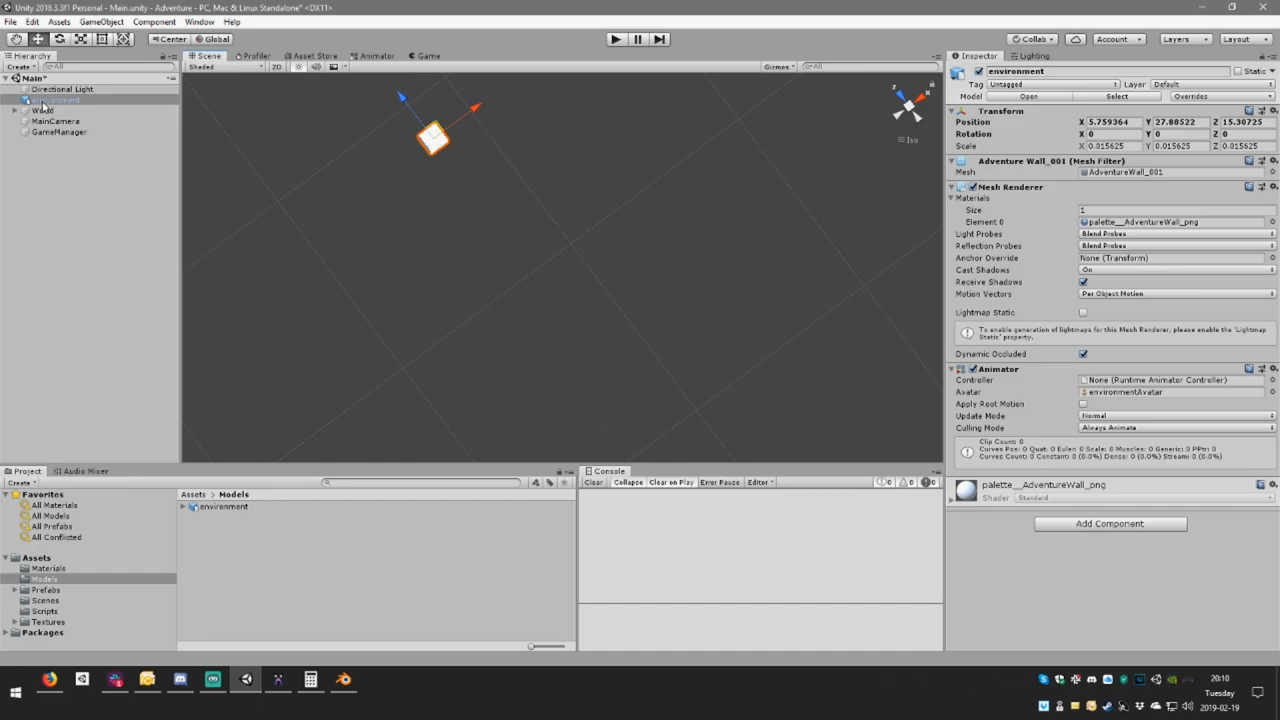 Unity 2018.3.3f1 Personal - Main.unity - Adventure - PC, Mac & Linux Standalone* <DX11>
File Edit Assets GameObject Component Window Help
Center Global Collab Account Layers Layout
Hierarchy
Create All
Main*
Directional Light
environment
World
MainCamera
GameManager
Scene Profiler Asset Store Animator Game
Shaded 2D Gizmos All
z x
Iso
Inspector Lighting
environment Static
Tag Untagged Layer Default
Model Open Select Overrides
Transform
Position X 5.759364 Y 27.88522 Z 15.30725
Rotation X 0 Y 0 Z 0
Scale X 0.015625 Y 0.015625 Z 0.015625
Adventure Wall_001 (Mesh Filter)
Mesh AdventureWall_001
Mesh Renderer
Materials
Size 1
Element 0 palette__AdventureWall_png
Light Probes Blend Probes
Reflection Probes Blend Probes
Anchor Override None (Transform)
Cast Shadows On
Receive Shadows
Motion Vectors Per Object Motion
Lightmap Static
To enable generation of lightmaps for this Mesh Renderer, please enable the 'Lightmap
Static' property.
Dynamic Occluded
Animator
Controller None (Runtime Animator Controller)
Avatar environmentAvatar
Apply Root Motion
Update Mode Normal
Culling Mode Always Animate
Clip Count: 0
Curves Pos: 0 Quat: 0 Euler: 0 Scale: 0 Muscles: 0 Generic: 0 PPtr: 0
Curves Count: 0 Constant: 0 (0.0%) Dense: 0 (0.0%) Stream: 0 (0.0%)
palette__AdventureWall_png
Shader Standard
Add Component
Project Audio Mixer
Create
Favorites
All Materials
All Models
All Prefabs
All Conflicted
Assets
Materials
Models
Prefabs
Scenes
Scripts
Textures
Packages
Assets Models
environment
Console
Clear Collapse Clear on Play Error Pause Editor 0 0 0
20:10
Tuesday
2019-02-19